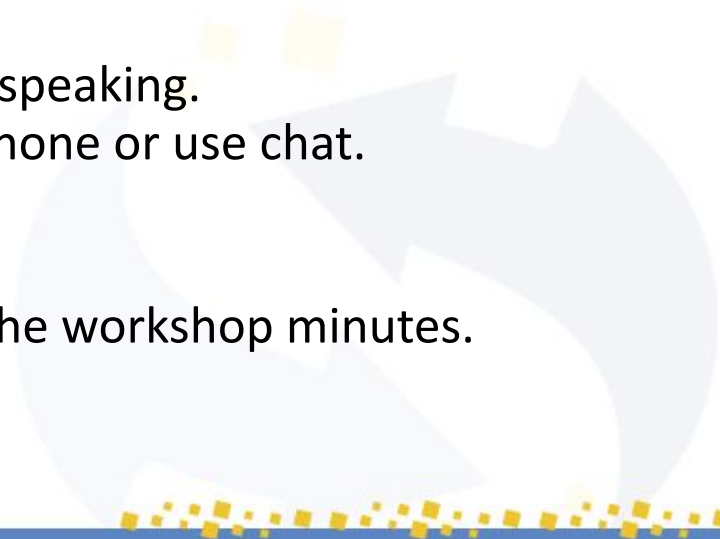 speaking.
hone or use chat.
he workshop minutes.